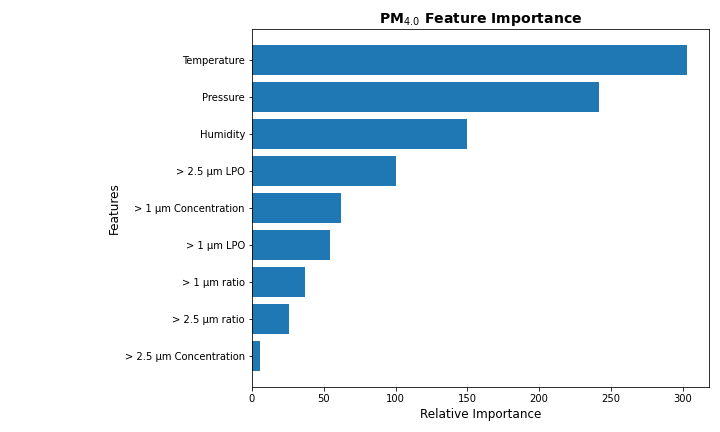 PM4.0 Feature Importance
Features
Temperature
Pressure
Humidity
> 2.5 μm LPO
> 1 μm Concentration
> 1 μm LPO
> 1 μm ratio
> 2.5 μm ratio
> 2.5 μm Concentration
0 50 100 150 200 250 300
Relative Importance